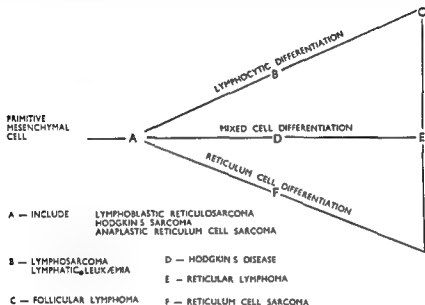 C
LYMPHOCYTIC DIFFERENTIATION
B
PRIMITIVE
MESENCHYMAL
CELL
A
MIXED CELL DIFFERENTIATION
D
E
RETICULUM CELL DIFFERENTIATION
F
A — INCLUDE LYMPHOBLASTIC RETICULOSARCOMA
HODGKIN S SARCOMA
ANAPLASTIC RETICULUM CELL SARCOMA
B — LYMPHOSARCOMA
LYMPHATIC LEUKÆMIA
D — HODGKIN S DISEASE
E — RETICULAR LYMPHOMA
C — FOLLICULAR LYMPHOMA
F — RETICULUM CELL SARCOMA